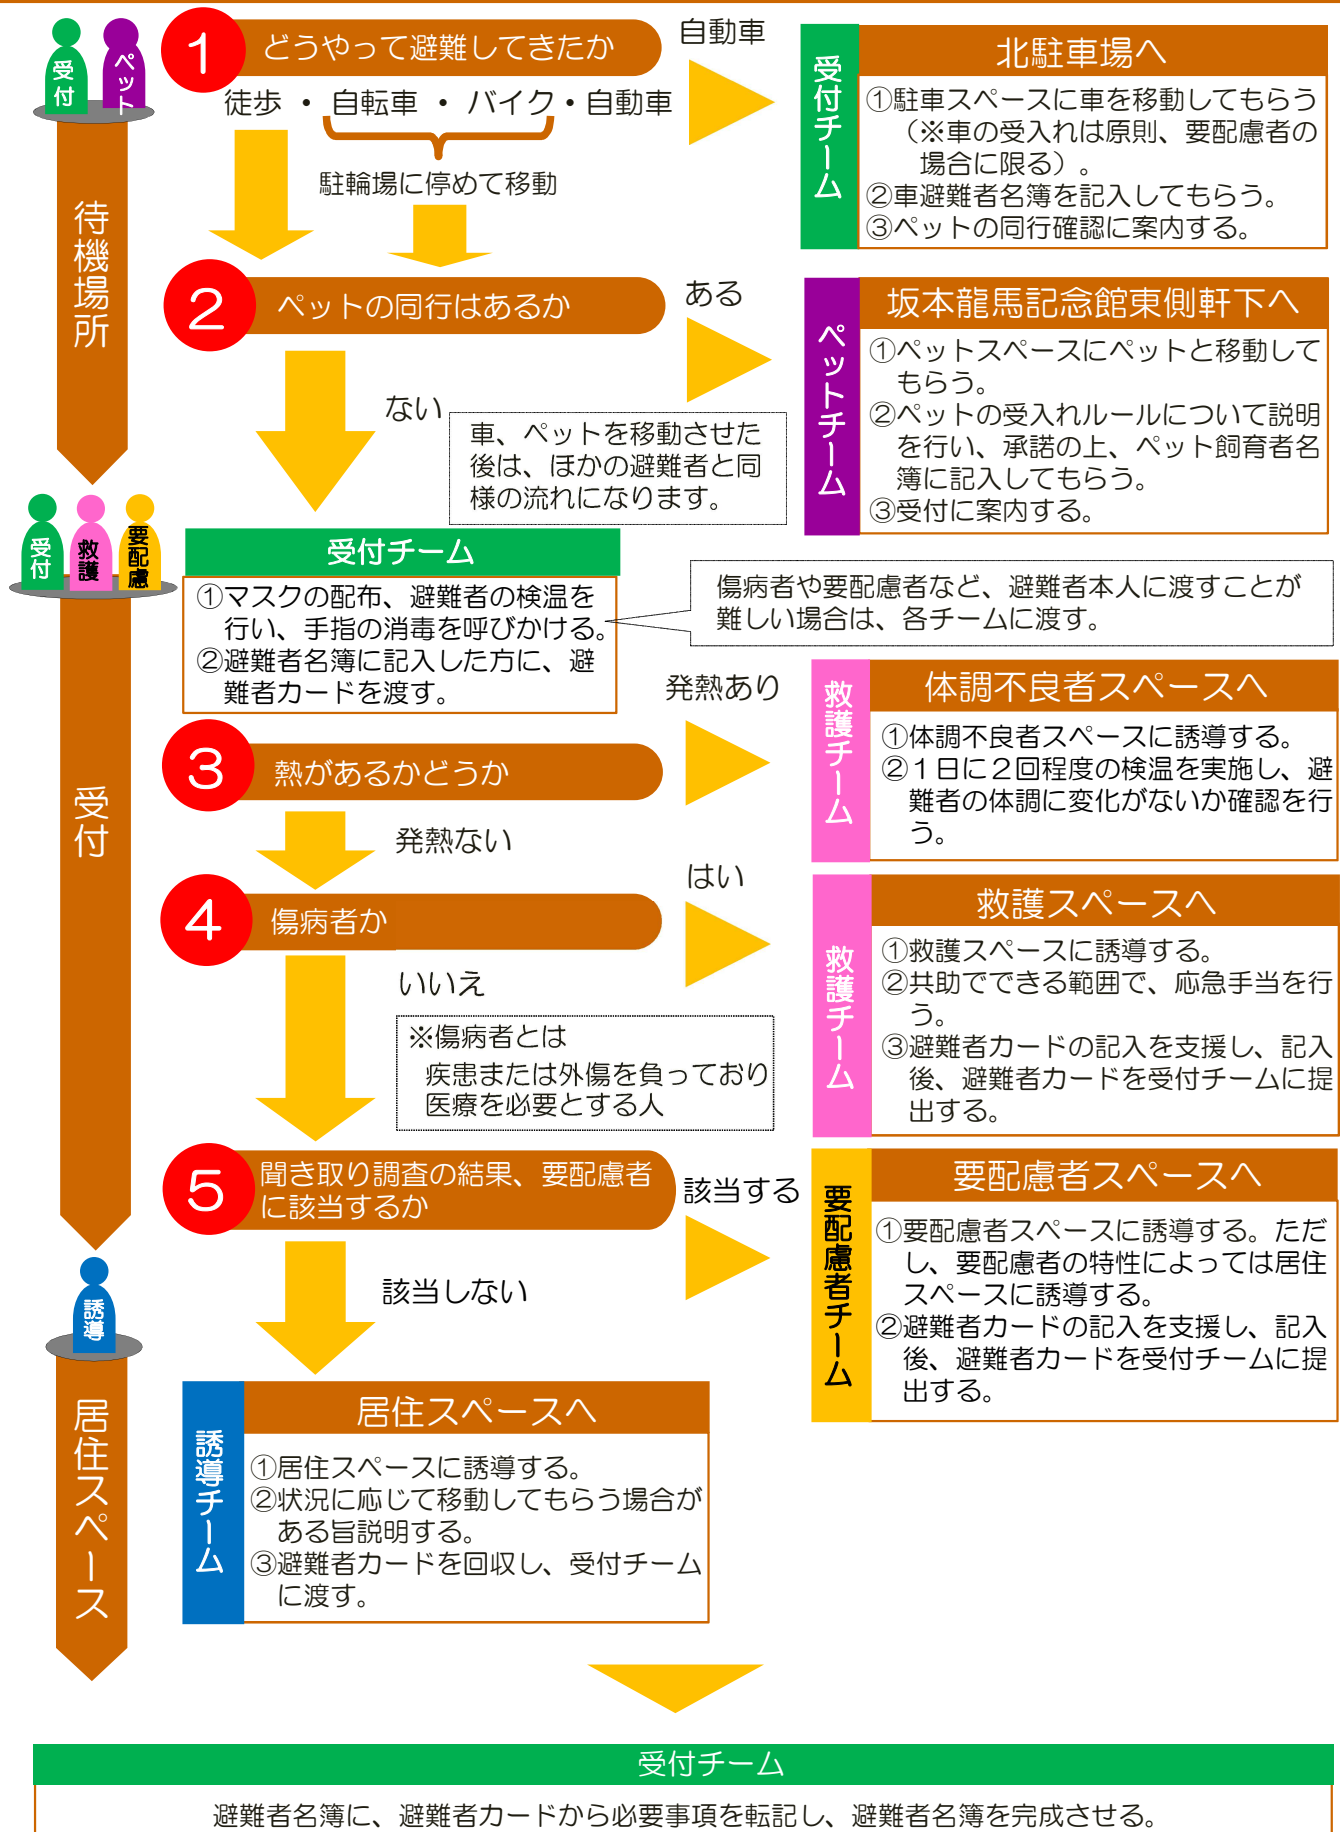 受付
ペット
待機場所
1
どうやって避難してきたか
自動車
徒歩 ・ 自転車 ・ バイク・自動車
駐輪場に停めて移動
受付チーム
北駐車場へ
①駐車スペースに車を移動してもらう
（※車の受入れは原則、要配慮者の
場合に限る）。
②車避難者名簿を記入してもらう。
③ペットの同行確認に案内する。
2
ペットの同行はあるか
ある
ない
車、ペットを移動させた
後は、ほかの避難者と同
様の流れになります。
ペットチーム
坂本龍馬記念館東側軒下へ
①ペットスペースにペットと移動して
もらう。
②ペットの受入れルールについて説明
を行い、承諾の上、ペット飼育者名
簿に記入してもらう。
③受付に案内する。
受付
救護
要配慮
受付
受付チーム
①マスクの配布、避難者の検温を
行い、手指の消毒を呼びかける。
②避難者名簿に記入した方に、避
難者カードを渡す。
傷病者や要配慮者など、避難者本人に渡すことが
難しい場合は、各チームに渡す。
3
熱があるかどうか
発熱あり
発熱ない
救護チーム
体調不良者スペースへ
①体調不良者スペースに誘導する。
②１日に２回程度の検温を実施し、避
難者の体調に変化がないか確認を行
う。
4
傷病者か
はい
いいえ
※傷病者とは
疾患または外傷を負っており
医療を必要とする人
救護チーム
救護スペースへ
①救護スペースに誘導する。
②共助でできる範囲で、応急手当を行
う。
③避難者カードの記入を支援し、記入
後、避難者カードを受付チームに提
出する。
5
聞き取り調査の結果、要配慮者
に該当するか
該当する
該当しない
要配慮者チーム
要配慮者スペースへ
①要配慮者スペースに誘導する。ただ
し、要配慮者の特性によっては居住
スペースに誘導する。
②避難者カードの記入を支援し、記入
後、避難者カードを受付チームに提
出する。
誘導
居住スペース
誘導チーム
居住スペースへ
①居住スペースに誘導する。
②状況に応じて移動してもらう場合が
ある旨説明する。
③避難者カードを回収し、受付チーム
に渡す。
受付チーム
避難者名簿に、避難者カードから必要事項を転記し、避難者名簿を完成させる。